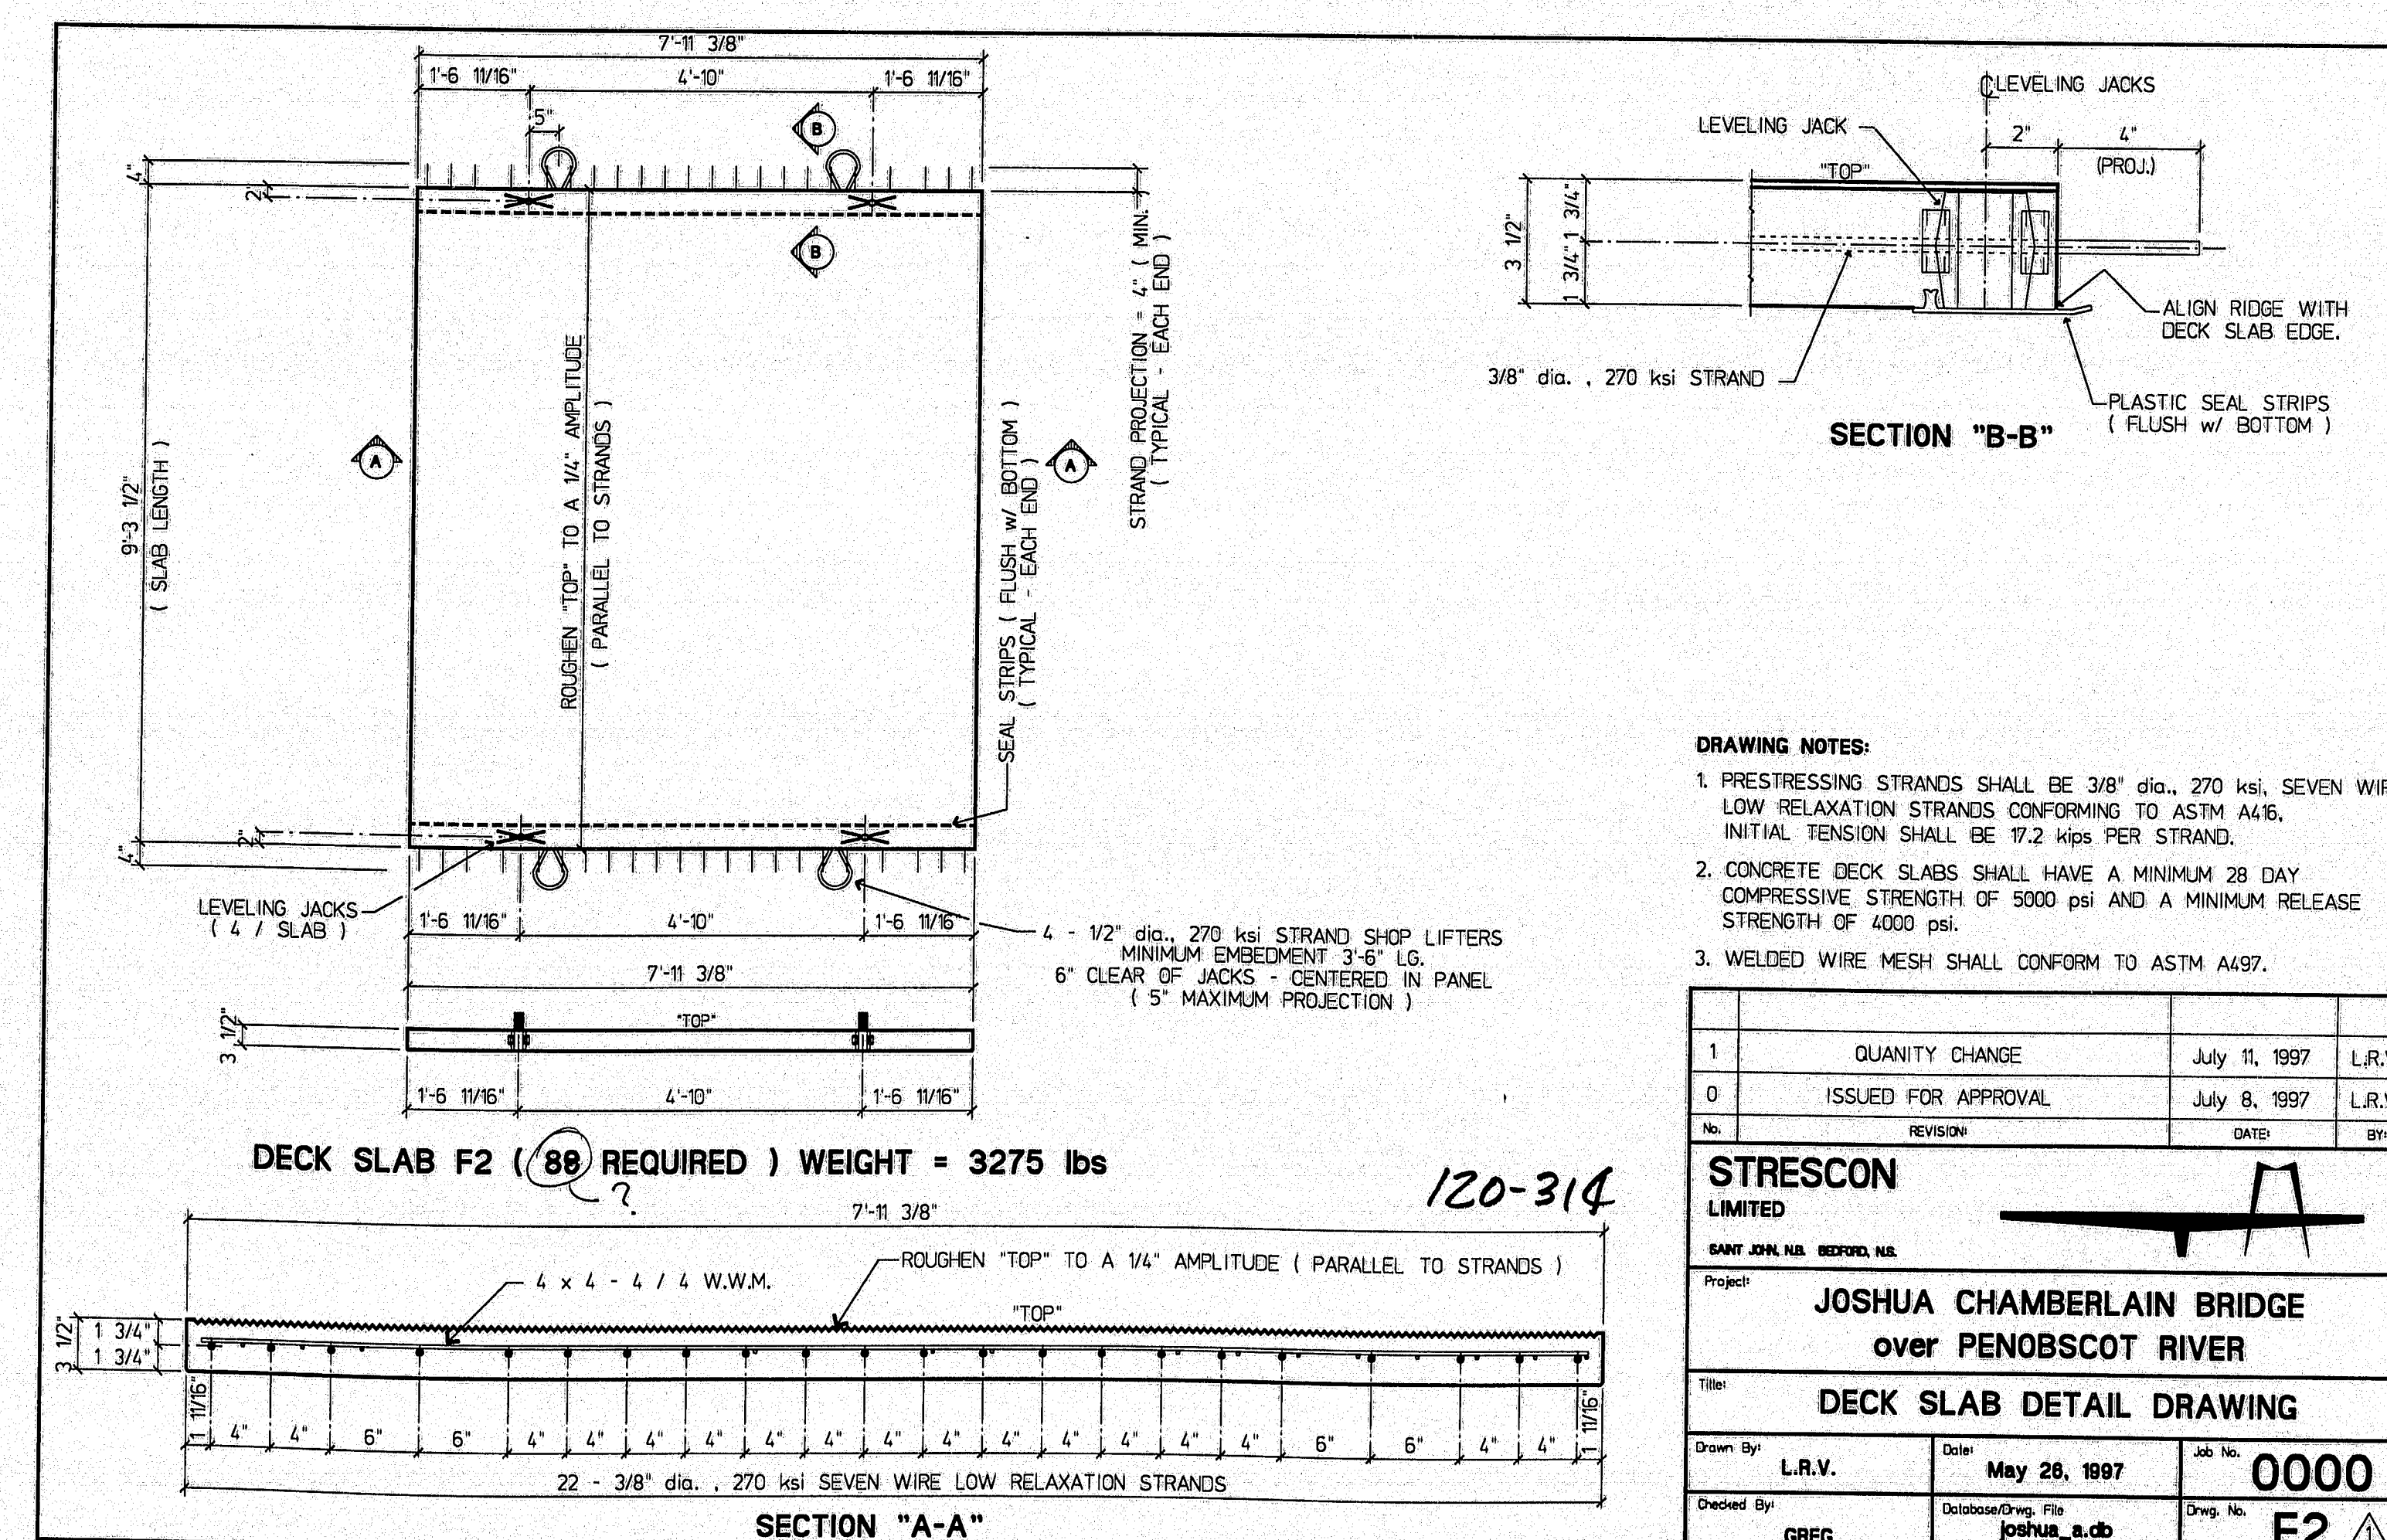 7'-11 3/8"
1'-6 11/16" 4'-10" 1'-6 11/16"
5"
B
4"
2"
B
A
A
9'-3 1/2"
( SLAB LENGTH )
ROUGHEN "TOP" TO A 1/4" AMPLITUDE
( PARALLEL TO STRANDS )
SEAL STRIPS ( FLUSH w/ BOTTOM )
( TYPICAL - EACH END )
STRAND PROJECTION = 4" ( MIN. )
( TYPICAL - EACH END )
2"
4"
LEVELING JACKS
( 4 / SLAB )
1'-6 11/16" 4'-10" 1'-6 11/16"
7'-11 3/8"
4 - 1/2" dia., 270 ksi STRAND SHOP LIFTERS
MINIMUM EMBEDMENT 3'-6" LG.
6" CLEAR OF JACKS - CENTERED IN PANEL
( 5" MAXIMUM PROJECTION )
3 1/2"
"TOP"
1'-6 11/16" 4'-10" 1'-6 11/16"
DECK SLAB F2 ( 88 REQUIRED ) WEIGHT = 3275 lbs
?
120-31¢
7'-11 3/8"
ROUGHEN "TOP" TO A 1/4" AMPLITUDE ( PARALLEL TO STRANDS )
4 x 4 - 4 / 4 W.W.M.
"TOP"
3 1/2"
1 3/4"
1 3/4"
1 11/16" 4" 4" 6" 6" 4" 4" 4" 4" 4" 4" 4" 4" 4" 4" 4" 4" 4" 6" 6" 4" 4" 1 11/16"
22 - 3/8" dia. , 270 ksi SEVEN WIRE LOW RELAXATION STRANDS
SECTION "A-A"
℄ LEVELING JACKS
LEVELING JACK
2" 4"
(PROJ.)
"TOP"
3 1/2"
1 3/4" 1 3/4"
ALIGN RIDGE WITH
DECK SLAB EDGE.
3/8" dia. , 270 ksi STRAND
PLASTIC SEAL STRIPS
( FLUSH w/ BOTTOM )
SECTION "B-B"
DRAWING NOTES:
1. PRESTRESSING STRANDS SHALL BE 3/8" dia., 270 ksi, SEVEN WIR
LOW RELAXATION STRANDS CONFORMING TO ASTM A416.
INITIAL TENSION SHALL BE 17.2 kips PER STRAND.
2. CONCRETE DECK SLABS SHALL HAVE A MINIMUM 28 DAY
COMPRESSIVE STRENGTH OF 5000 psi AND A MINIMUM RELEASE
STRENGTH OF 4000 psi.
3. WELDED WIRE MESH SHALL CONFORM TO ASTM A497.
1 QUANITY CHANGE July 11, 1997 L.R.V
0 ISSUED FOR APPROVAL July 8, 1997 L.R.V
No. REVISION: DATE: BY:
STRESCON
LIMITED
SAINT JOHN, N.B. BEDFORD, N.S.
Project:
JOSHUA CHAMBERLAIN BRIDGE
over PENOBSCOT RIVER
Title:
DECK SLAB DETAIL DRAWING
Drawn By: L.R.V.
Date: May 26, 1997
Job No. 0000
Checked By: GREG
Database/Drwg. File joshua_a.db
Drwg. No. F2 1